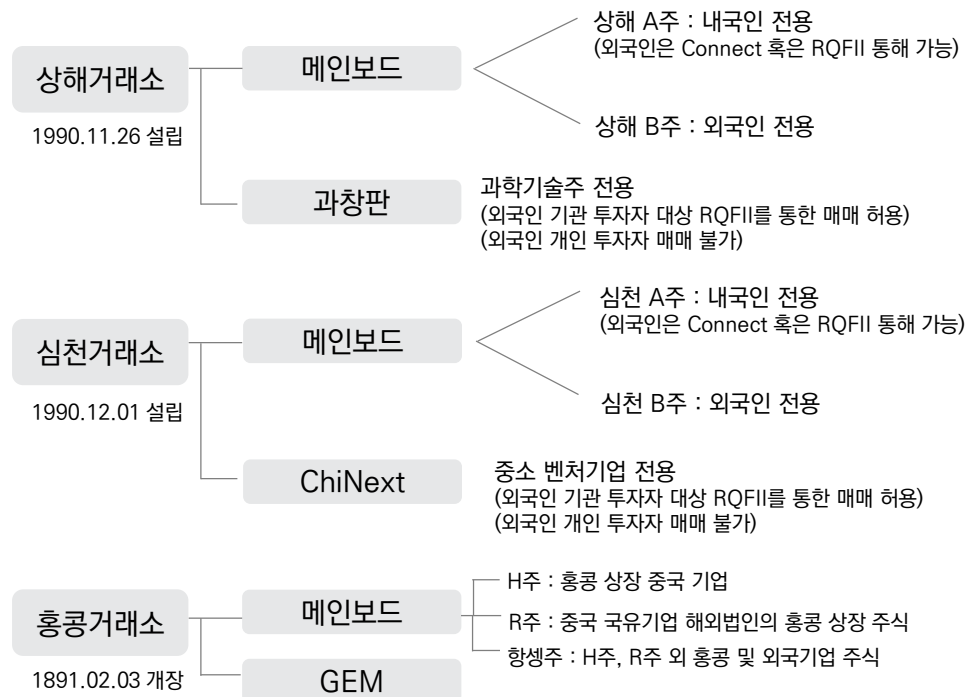 상해거래소
1990.11.26 설립
메인보드
상해 A주 : 내국인 전용
(외국인은 Connect 혹은 RQFII 통해 가능)
상해 B주 : 외국인 전용
과창판
과학기술주 전용
(외국인 기관 투자자 대상 RQFII를 통한 매매 허용)
(외국인 개인 투자자 매매 불가)
심천거래소
1990.12.01 설립
메인보드
심천 A주 : 내국인 전용
(외국인은 Connect 혹은 RQFII 통해 가능)
심천 B주 : 외국인 전용
ChiNext
중소 벤처기업 전용
(외국인 기관 투자자 대상 RQFII를 통한 매매 허용)
(외국인 개인 투자자 매매 불가)
홍콩거래소
1891.02.03 개장
메인보드
H주 : 홍콩 상장 중국 기업
R주 : 중국 국유기업 해외법인의 홍콩 상장 주식
항셍주 : H주, R주 외 홍콩 및 외국기업 주식
GEM